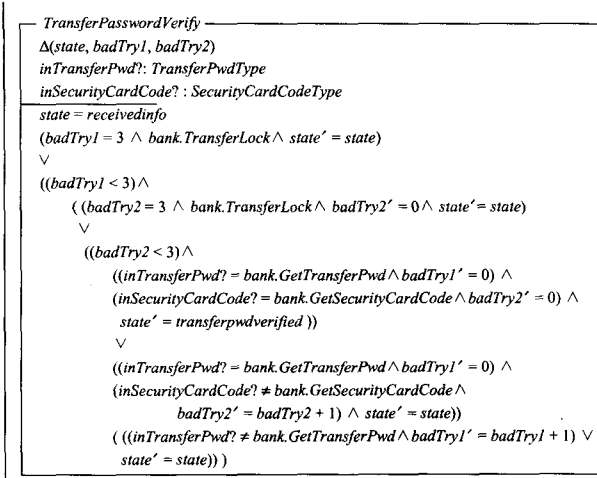 TransferPasswordVerify
Δ(state, badTry1, badTry2)
inTransferPwd?: TransferPwdType
inSecurityCardCode? : SecurityCardCodeType
state = receivedinfo
(badTry1 = 3 ∧ bank.TransferLock ∧ state′ = state)
∨
((badTry1 < 3) ∧
( (badTry2 = 3 ∧ bank.TransferLock ∧ badTry2′ = 0 ∧ state′ = state)
∨
((badTry2 < 3) ∧
((inTransferPwd? = bank.GetTransferPwd ∧ badTry1′ = 0) ∧
(inSecurityCardCode? = bank.GetSecurityCardCode ∧ badTry2′ = 0) ∧
state′ = transferpwdverified ))
∨
((inTransferPwd? = bank.GetTransferPwd ∧ badTry1′ = 0) ∧
(inSecurityCardCode? ≠ bank.GetSecurityCardCode ∧
badTry2′ = badTry2 + 1) ∧ state′ = state))
( ((inTransferPwd? ≠ bank.GetTransferPwd ∧ badTry1′ = badTry1 + 1) ∨
state′ = state)) )